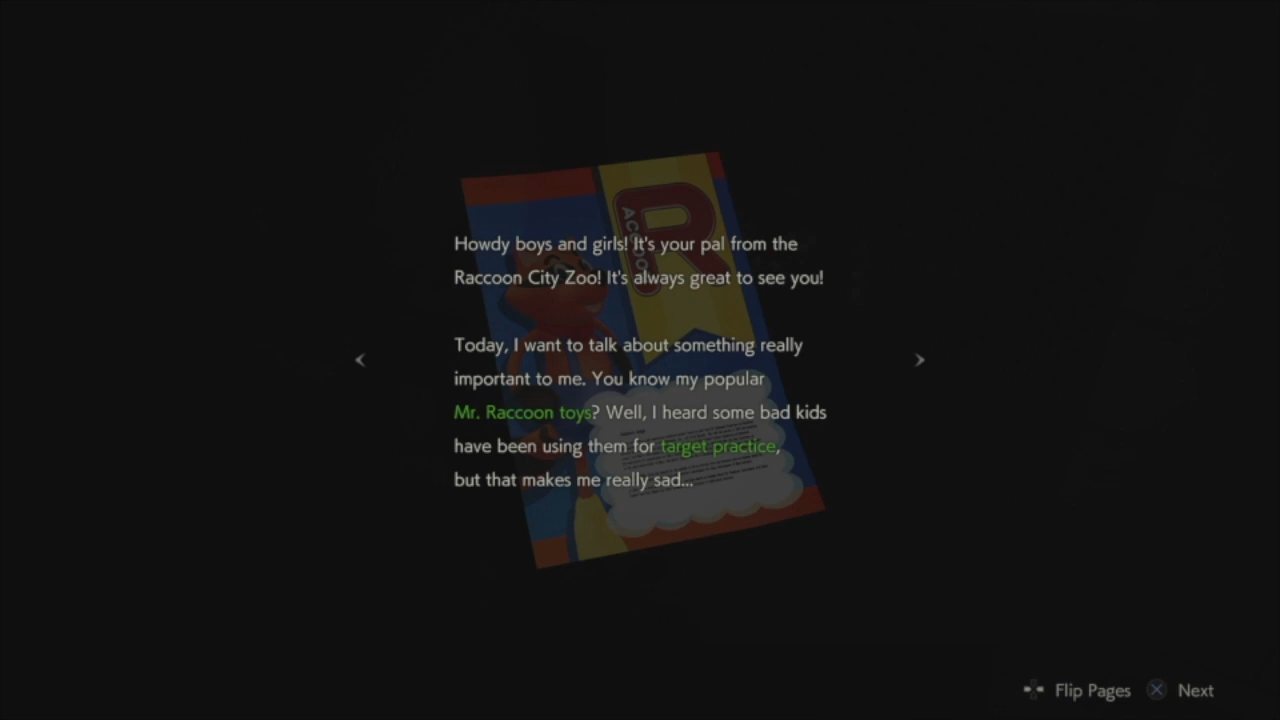 R
ACCOON
Howdy boys and girls! It's your pal from the
Raccoon City Zoo! It's always great to see you!
Today, I want to talk about something really
important to me. You know my popular
Mr. Raccoon toys? Well, I heard some bad kids
have been using them for target practice,
but that makes me really sad...
Flip Pages
Next